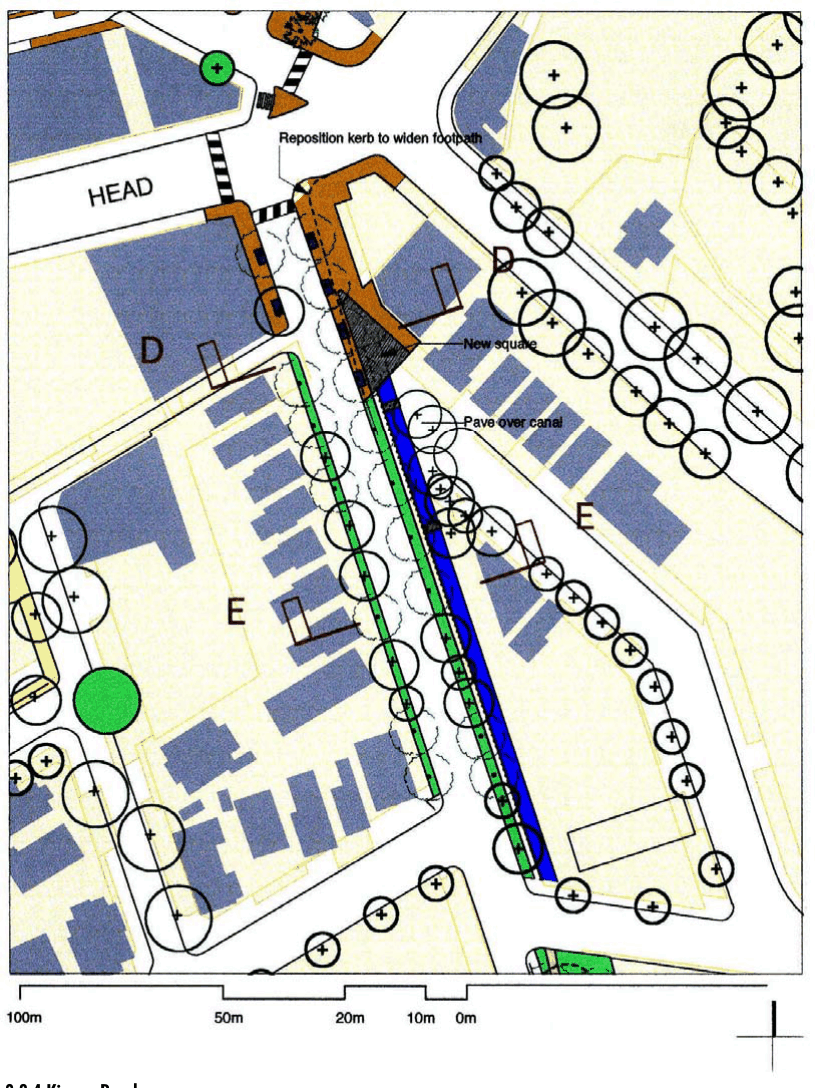 Reposition kerb to widen footpath
HEAD
D
D
New square
Pave over canal
E
E
100m 50m 20m 10m 0m